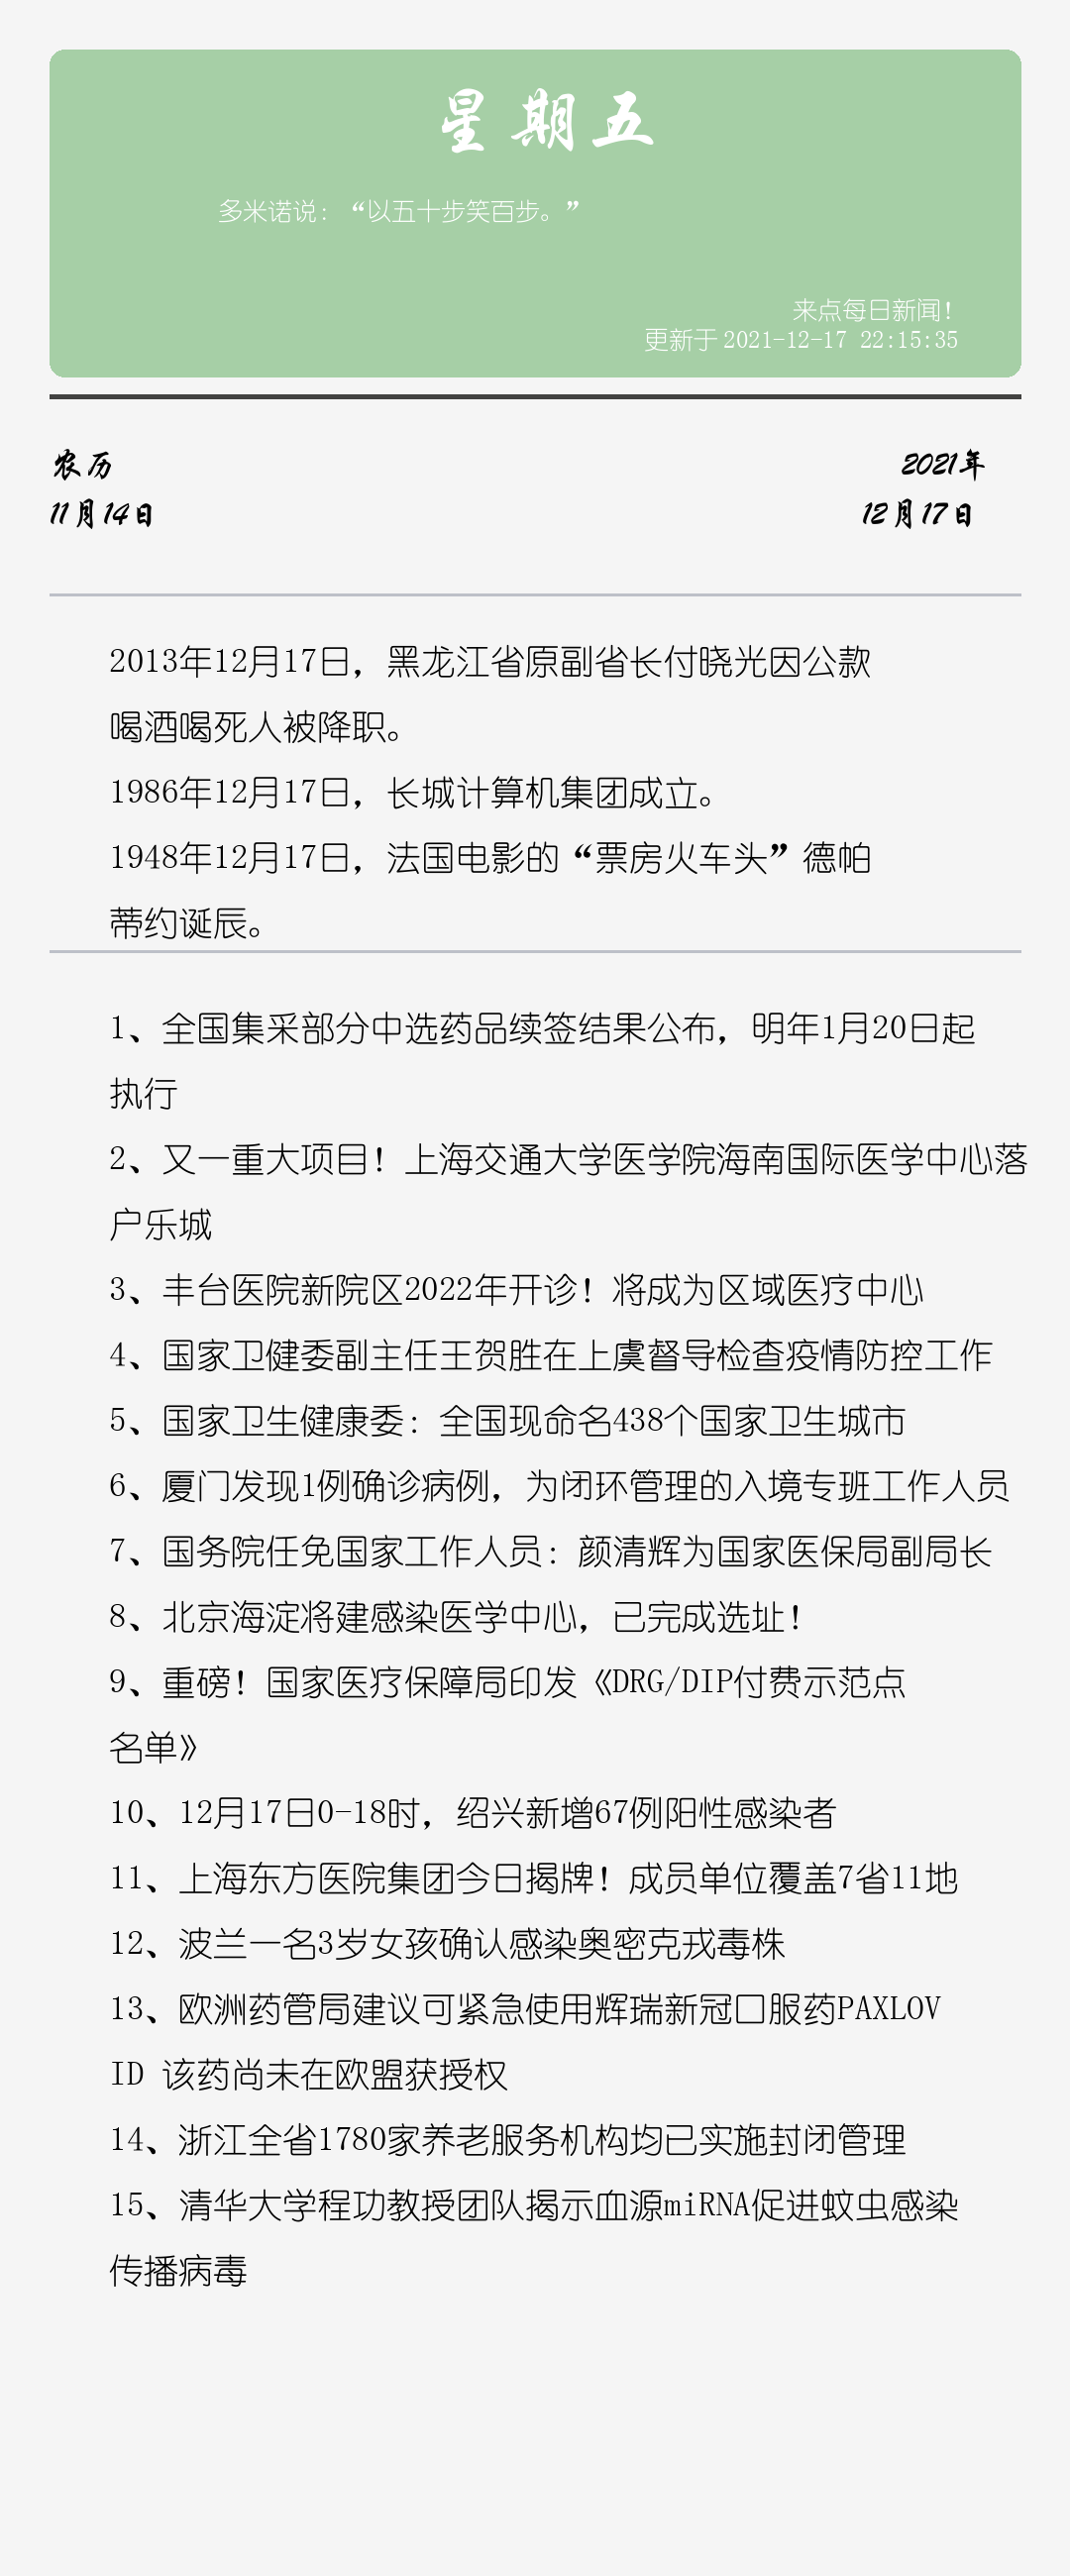 星期五
多米诺说：“以五十步笑百步。”
来点每日新闻！
更新于 2021-12-17 22:15:35
农历
2021年
11月14日
12月17日
2013年12月17日，黑龙江省原副省长付晓光因公款
喝酒喝死人被降职。
1986年12月17日，长城计算机集团成立。
1948年12月17日，法国电影的“票房火车头”德帕
蒂约诞辰。
1、全国集采部分中选药品续签结果公布，明年1月20日起
执行
2、又一重大项目！上海交通大学医学院海南国际医学中心落
户乐城
3、丰台医院新院区2022年开诊！将成为区域医疗中心
4、国家卫健委副主任王贺胜在上虞督导检查疫情防控工作
5、国家卫生健康委：全国现命名438个国家卫生城市
6、厦门发现1例确诊病例，为闭环管理的入境专班工作人员
7、国务院任免国家工作人员：颜清辉为国家医保局副局长
8、北京海淀将建感染医学中心，已完成选址！
9、重磅！国家医疗保障局印发《DRG/DIP付费示范点
名单》
10、12月17日0-18时，绍兴新增67例阳性感染者
11、上海东方医院集团今日揭牌！成员单位覆盖7省11地
12、波兰一名3岁女孩确认感染奥密克戎毒株
13、欧洲药管局建议可紧急使用辉瑞新冠口服药PAXLOV
ID 该药尚未在欧盟获授权
14、浙江全省1780家养老服务机构均已实施封闭管理
15、清华大学程功教授团队揭示血源miRNA促进蚊虫感染
传播病毒